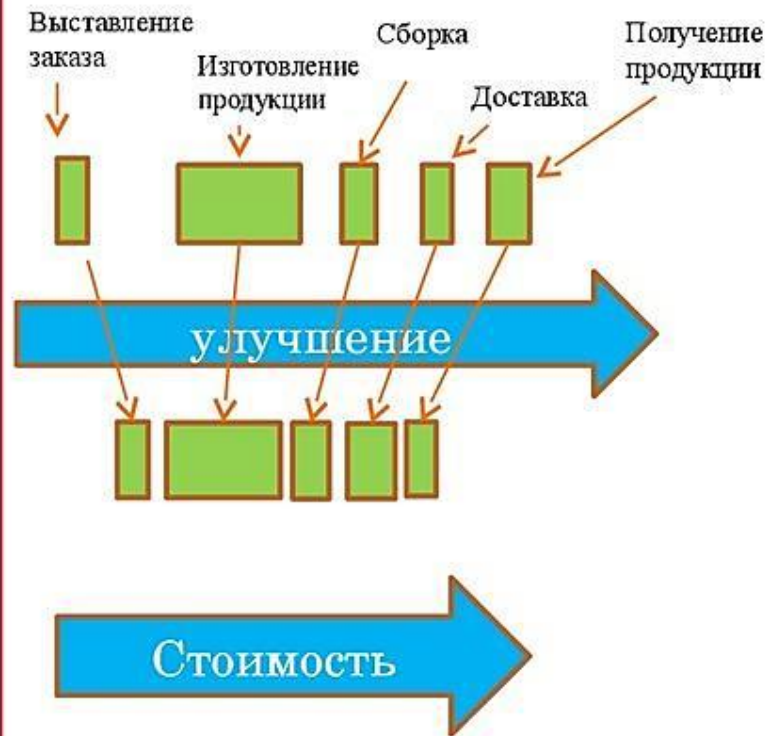 Выставление
заказа
Изготовление
продукции
Сборка
Доставка
Получение
продукции
улучшение
Стоимость